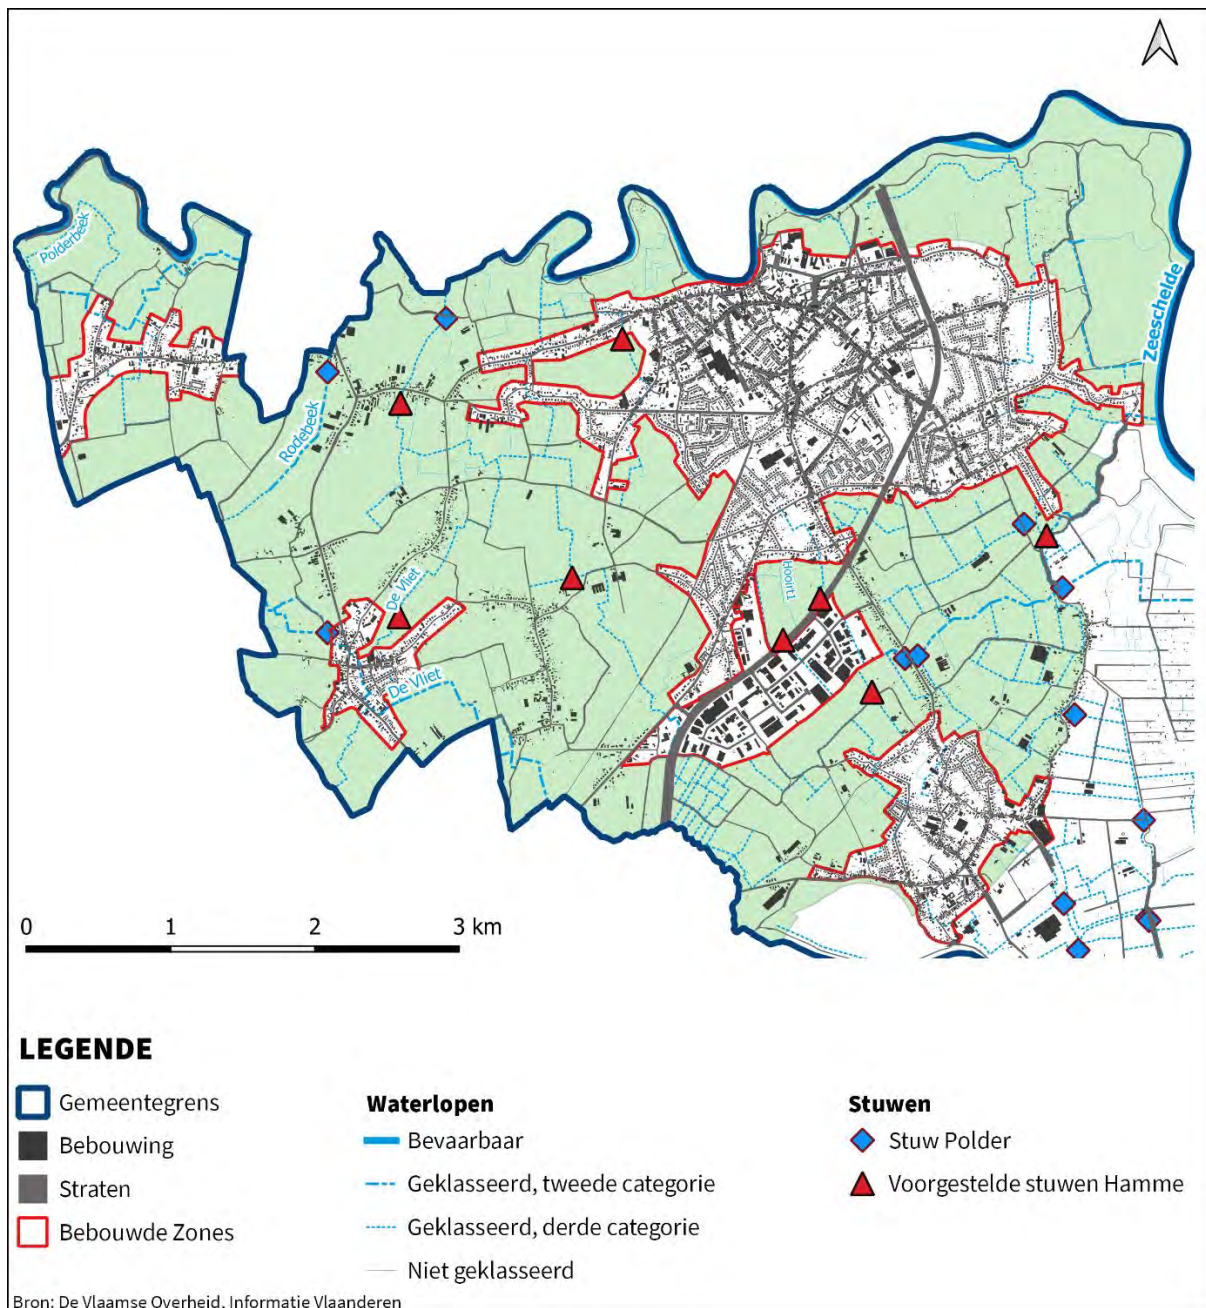 Polderbeek
Zeeschelde
Rodebeek
De Vliet
Hooirt1
De Vliet
0 1 2 3 km
LEGENDE
Gemeentegrens
Bebouwing
Straten
Bebouwde Zones
Waterlopen
Bevaarbaar
Geklasseerd, tweede categorie
Geklasseerd, derde categorie
Niet geklasseerd
Stuwen
Stuw Polder
Voorgestelde stuwen Hamme
Bron: De Vlaamse Overheid, Informatie Vlaanderen